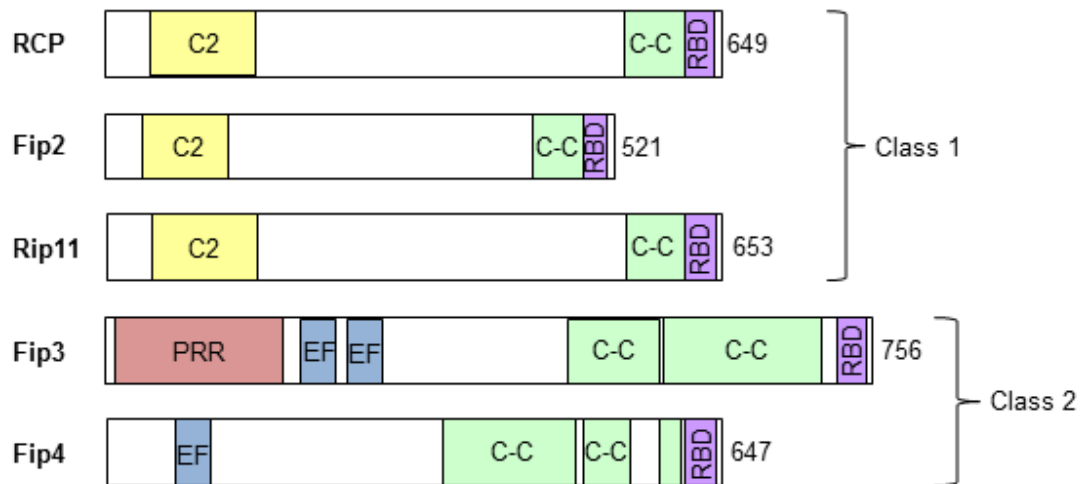 RCP C2 C-C RBD 649
Fip2 C2 C-C RBD 521
Class 1
Rip11 C2 C-C RBD 653
Fip3 PRR EF EF C-C C-C RBD 756
Class 2
Fip4 EF C-C C-C RBD 647